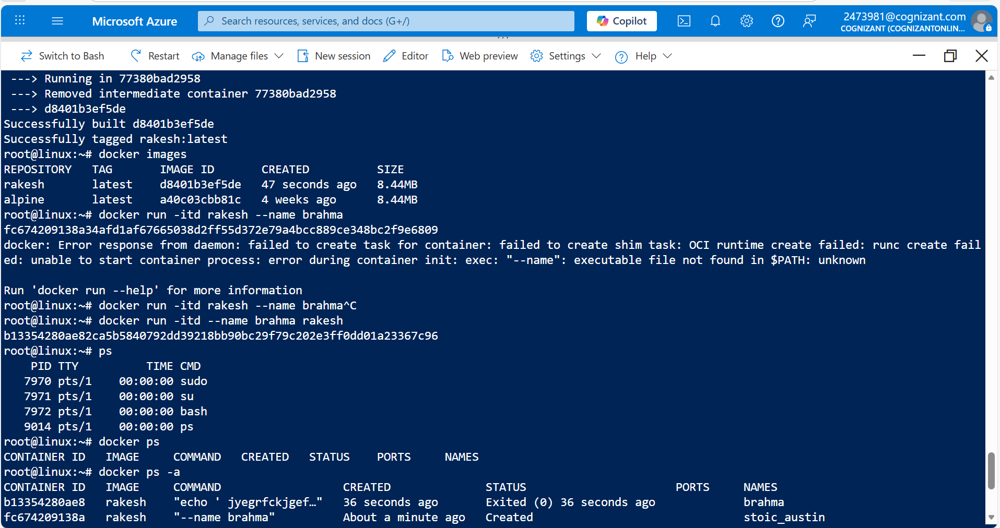 Microsoft Azure
Search resources, services, and docs (G+/)
Copilot
2473981@cognizant.com
COGNIZANT (COGNIZANTONLIN...
Switch to Bash Restart Manage files New session Editor Web preview Settings Help
---> Running in 77380bad2958
---> Removed intermediate container 77380bad2958
---> d8401b3ef5de
Successfully built d8401b3ef5de
Successfully tagged rakesh:latest
root@linux:~# docker images
REPOSITORY   TAG       IMAGE ID       CREATED          SIZE
rakesh       latest    d8401b3ef5de   47 seconds ago   8.44MB
alpine       latest    a40c03cbb81c   4 weeks ago      8.44MB
root@linux:~# docker run -itd rakesh --name brahma
fc674209138a34afd1af67665038d2ff55d372e79a4bcc889ce348bc2f9e6809
docker: Error response from daemon: failed to create task for container: failed to create shim task: OCI runtime create failed: runc create fail
ed: unable to start container process: error during container init: exec: "--name": executable file not found in $PATH: unknown
Run 'docker run --help' for more information
root@linux:~# docker run -itd rakesh --name brahma^C
root@linux:~# docker run -itd --name brahma rakesh
b13354280ae82ca5b5840792dd39218bb90bc29f79c202e3ff0dd01a23367c96
root@linux:~# ps
    PID TTY          TIME CMD
   7970 pts/1    00:00:00 sudo
   7971 pts/1    00:00:00 su
   7972 pts/1    00:00:00 bash
   9014 pts/1    00:00:00 ps
root@linux:~# docker ps
CONTAINER ID   IMAGE     COMMAND   CREATED   STATUS    PORTS     NAMES
root@linux:~# docker ps -a
CONTAINER ID   IMAGE     COMMAND                  CREATED              STATUS                      PORTS     NAMES
b13354280ae8   rakesh    "echo ' jyegrfckjgef…"   36 seconds ago       Exited (0) 36 seconds ago             brahma
fc674209138a   rakesh    "--name brahma"          About a minute ago   Created                               stoic_austin